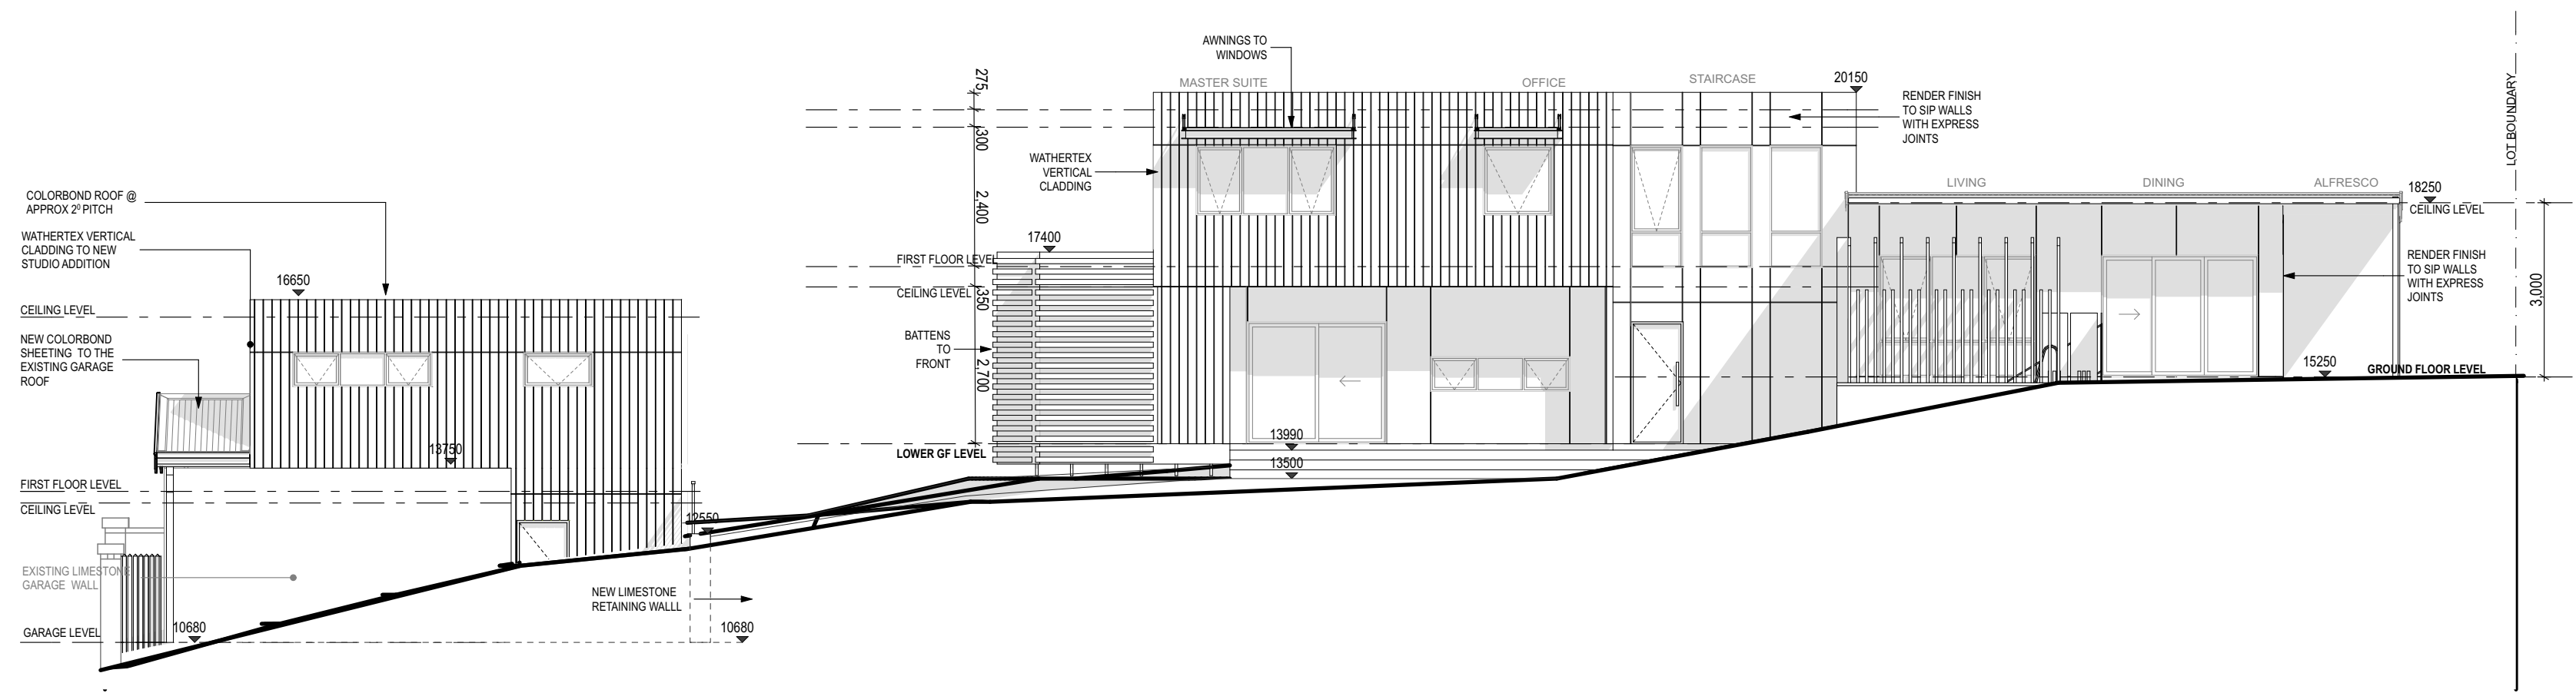 COLORBOND ROOF @
APPROX 2⁰ PITCH
WATHERTEX VERTICAL
CLADDING TO NEW
STUDIO ADDITION
16650
CEILING LEVEL
NEW COLORBOND
SHEETING TO THE
EXISTING GARAGE
ROOF
13750
FIRST FLOOR LEVEL
CEILING LEVEL
EXISTING LIMESTONE
GARAGE WALL
GARAGE LEVEL
10680
12550
NEW LIMESTONE
RETAINING WALLL
10680
275
300
2,400
350
2,700
17400
FIRST FLOOR LEVEL
CEILING LEVEL
BATTENS
TO
FRONT
LOWER GF LEVEL
AWNINGS TO
WINDOWS
MASTER SUITE
OFFICE
STAIRCASE
20150
WATHERTEX
VERTICAL
CLADDING
RENDER FINISH
TO SIP WALLS
WITH EXPRESS
JOINTS
13990
13500
LIVING
DINING
ALFRESCO
18250
CEILING LEVEL
RENDER FINISH
TO SIP WALLS
WITH EXPRESS
JOINTS
15250
GROUND FLOOR LEVEL
3,000
LOT BOUNDARY